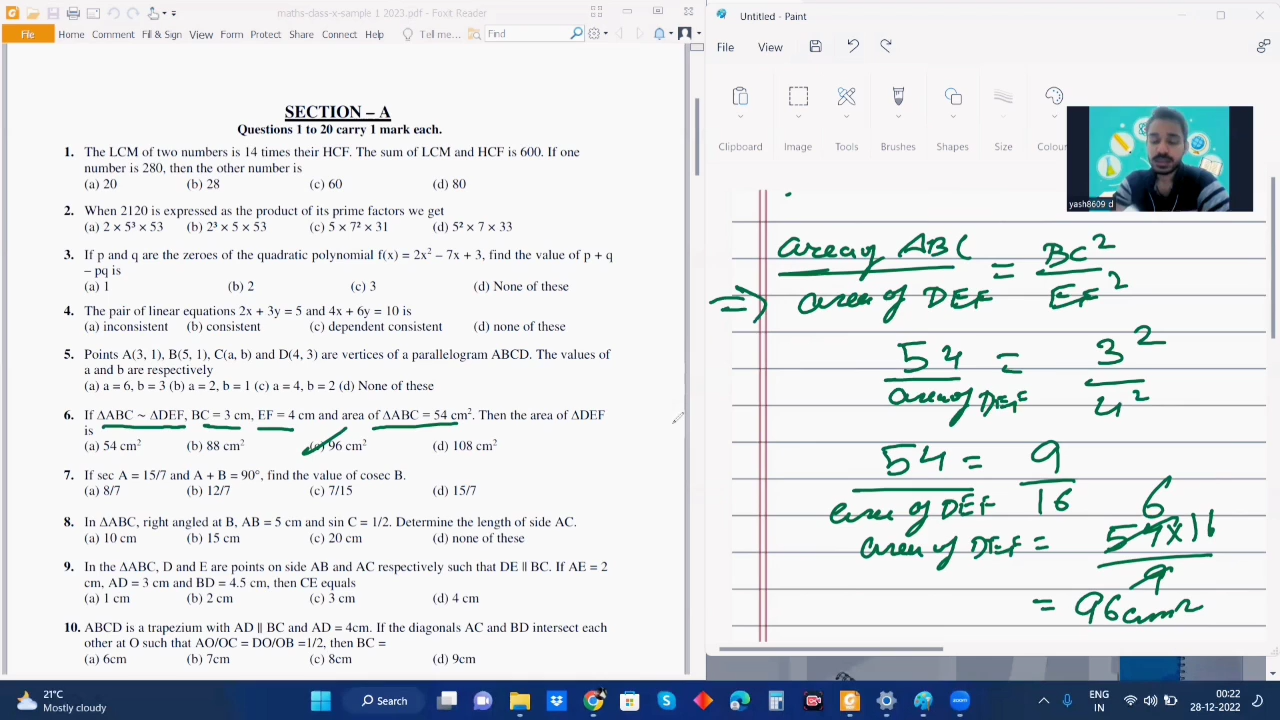 maths-class-x-sample 1 2023.pdf - Foxit Reader
File Home Comment Fill & Sign View Form Protect Share Connect Help Tell me... Find
SECTION – A
Questions 1 to 20 carry 1 mark each.
1. The LCM of two numbers is 14 times their HCF. The sum of LCM and HCF is 600. If one
number is 280, then the other number is
(a) 20 (b) 28 (c) 60 (d) 80
2. When 2120 is expressed as the product of its prime factors we get
(a) 2 × 5³ × 53 (b) 2³ × 5 × 53 (c) 5 × 7² × 31 (d) 5² × 7 × 33
3. If p and q are the zeroes of the quadratic polynomial f(x) = 2x² – 7x + 3, find the value of p + q
– pq is
(a) 1 (b) 2 (c) 3 (d) None of these
4. The pair of linear equations 2x + 3y = 5 and 4x + 6y = 10 is
(a) inconsistent (b) consistent (c) dependent consistent (d) none of these
5. Points A(3, 1), B(5, 1), C(a, b) and D(4, 3) are vertices of a parallelogram ABCD. The values of
a and b are respectively
(a) a = 6, b = 3 (b) a = 2, b = 1 (c) a = 4, b = 2 (d) None of these
6. If ΔABC ~ ΔDEF, BC = 3 cm, EF = 4 cm and area of ΔABC = 54 cm². Then the area of ΔDEF
is
(a) 54 cm² (b) 88 cm² (c) 96 cm² (d) 108 cm²
7. If sec A = 15/7 and A + B = 90°, find the value of cosec B.
(a) 8/7 (b) 12/7 (c) 7/15 (d) 15/7
8. In ΔABC, right angled at B, AB = 5 cm and sin C = 1/2. Determine the length of side AC.
(a) 10 cm (b) 15 cm (c) 20 cm (d) none of these
9. In the ΔABC, D and E are points on side AB and AC respectively such that DE || BC. If AE = 2
cm, AD = 3 cm and BD = 4.5 cm, then CE equals
(a) 1 cm (b) 2 cm (c) 3 cm (d) 4 cm
10. ABCD is a trapezium with AD || BC and AD = 4cm. If the diagonals AC and BD intersect each
other at O such that AO/OC = DO/OB =1/2, then BC =
(a) 6cm (b) 7cm (c) 8cm (d) 9cm
Untitled - Paint
File View
Clipboard Image Tools Brushes Shapes Size Colou
yash8609 d
area of ABC = BC²
=> area of DEF EF²
54 = 3²
area of DEF 4²
54 = 9
area of DEF 16 6
area of DEF = 54×16
9
= 96cm²
21°C
Mostly cloudy
Search
ENG
IN
00:22
28-12-2022